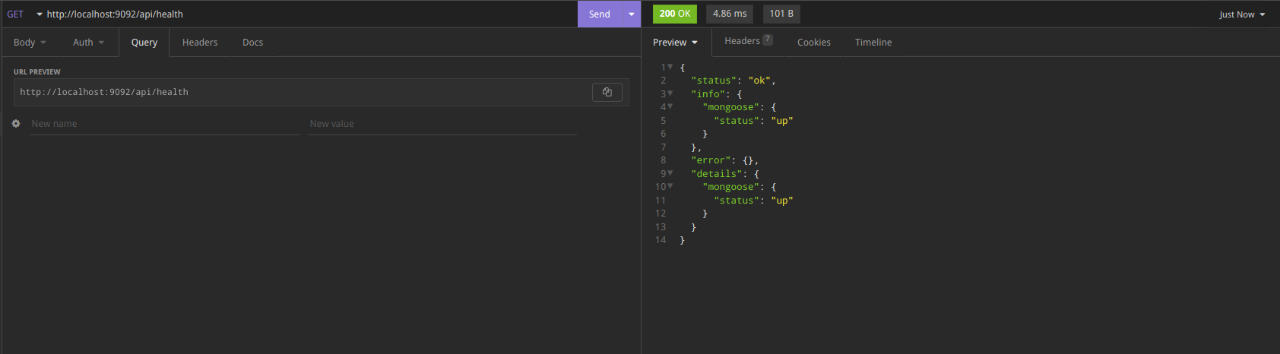 GET http://localhost:9092/api/health Send
200 OK 4.86 ms 101 B Just Now
Body Auth Query Headers Docs
Preview Headers 7 Cookies Timeline
URL PREVIEW
http://localhost:9092/api/health
New name New value
1 {
2 "status": "ok",
3 "info": {
4 "mongoose": {
5 "status": "up"
6 }
7 },
8 "error": {},
9 "details": {
10 "mongoose": {
11 "status": "up"
12 }
13 }
14 }